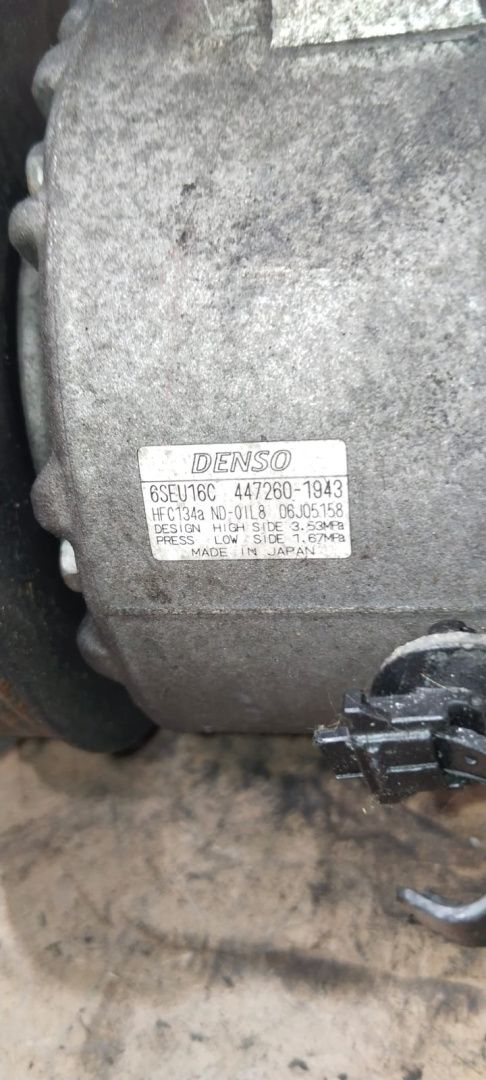 DENSO
6SEU16C 447260-1943
HFC134a ND-OIL8 06J05158
DESIGN HIGH SIDE 3.53MPa
PRESS LOW SIDE 1.67MPa
MADE IN JAPAN